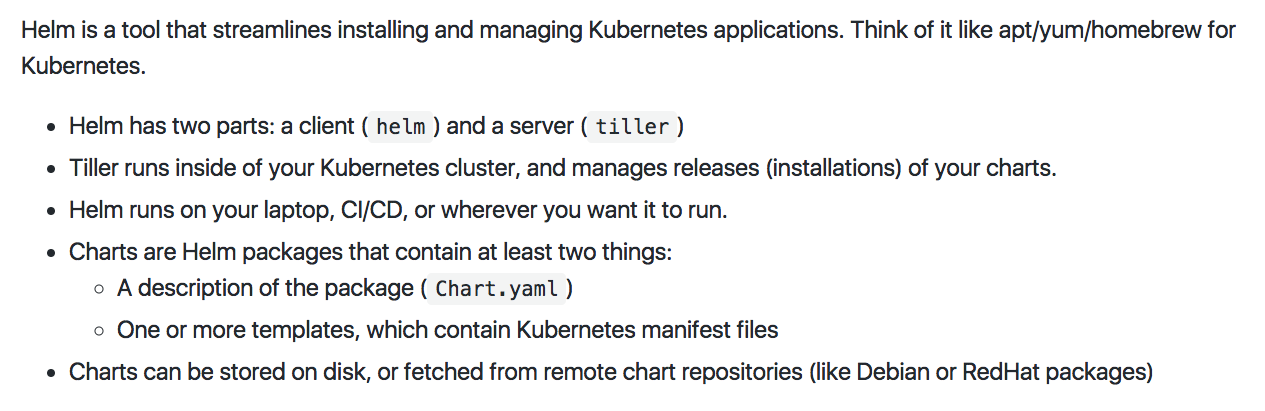 Helm is a tool that streamlines installing and managing Kubernetes applications. Think of it like apt/yum/homebrew for
Kubernetes.
• Helm has two parts: a client ( helm ) and a server ( tiller )
• Tiller runs inside of your Kubernetes cluster, and manages releases (installations) of your charts.
• Helm runs on your laptop, CI/CD, or wherever you want it to run.
• Charts are Helm packages that contain at least two things:
◦ A description of the package ( Chart.yaml )
◦ One or more templates, which contain Kubernetes manifest files
• Charts can be stored on disk, or fetched from remote chart repositories (like Debian or RedHat packages)